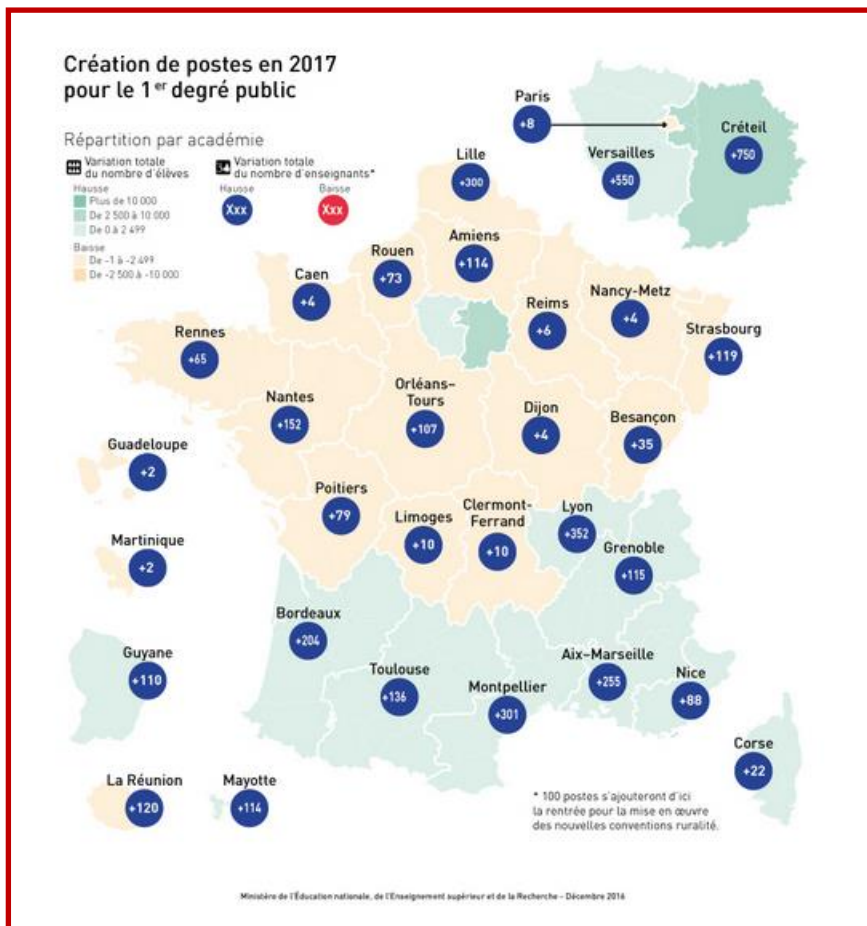 Création de postes en 2017
pour le 1er degré public
Répartition par académie
Variation totale
du nombre d'élèves
Hausse
Plus de 10 000
De 2 500 à 10 000
De 0 à 2 499
Baisse
De -1 à -2 499
De -2 500 à -10 000
Variation totale
du nombre d'enseignants*
Hausse
Xxx
Baisse
Xxx
Paris
+8
Versailles
+550
Créteil
+750
Lille
+300
Amiens
+114
Rouen
+73
Caen
+4
Reims
+6
Nancy-Metz
+4
Strasbourg
+119
Rennes
+65
Nantes
+152
Orléans–
Tours
+107
Dijon
+4
Besançon
+35
Guadeloupe
+2
Poitiers
+79
Limoges
+10
Clermont-
Ferrand
+10
Lyon
+352
Grenoble
+115
Martinique
+2
Bordeaux
+204
Guyane
+110
Toulouse
+136
Montpellier
+301
Aix–Marseille
+255
Nice
+88
Corse
+22
La Réunion
+120
Mayotte
+114
* 100 postes s'ajouteront d'ici
la rentrée pour la mise en œuvre
des nouvelles conventions ruralité.
Ministère de l'Éducation nationale, de l'Enseignement supérieur et de la Recherche – Décembre 2016